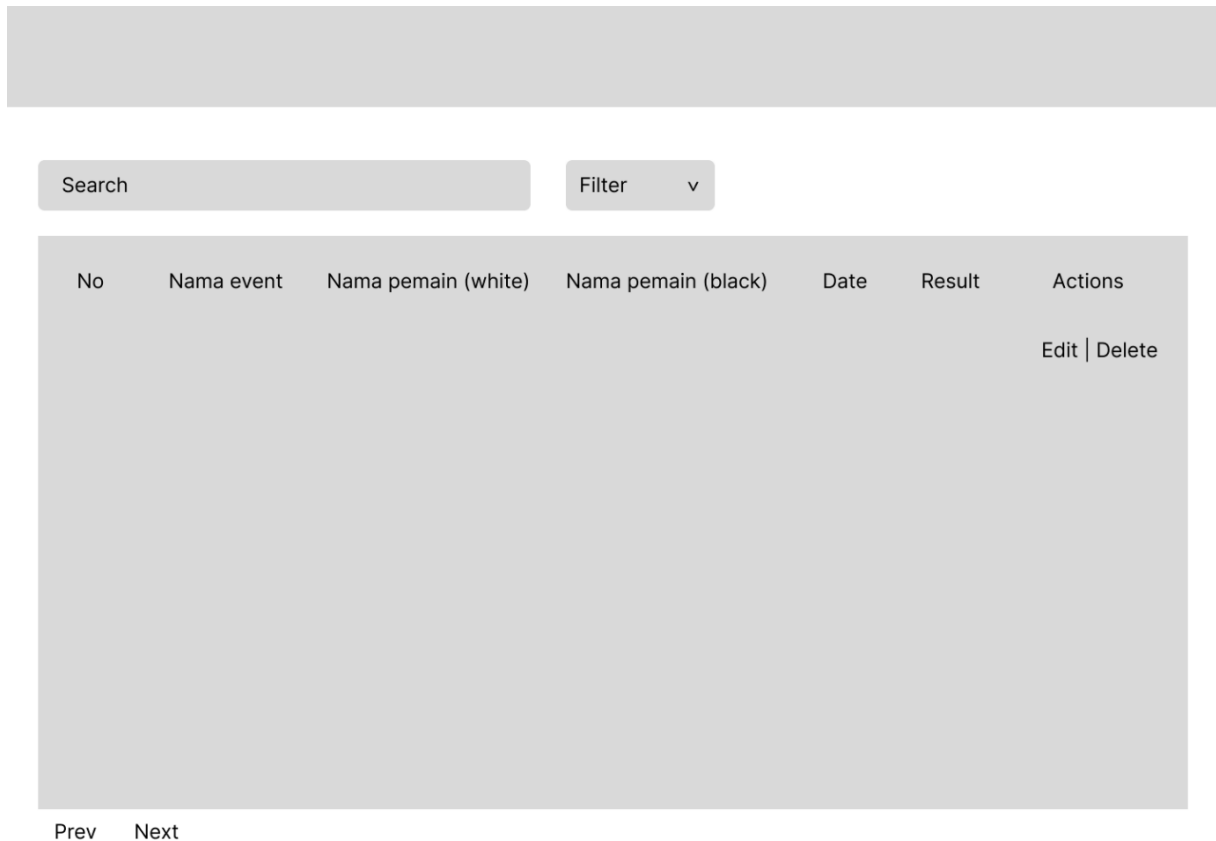 Search Filter v
No Nama event Nama pemain (white) Nama pemain (black) Date Result Actions
Edit | Delete
Prev Next